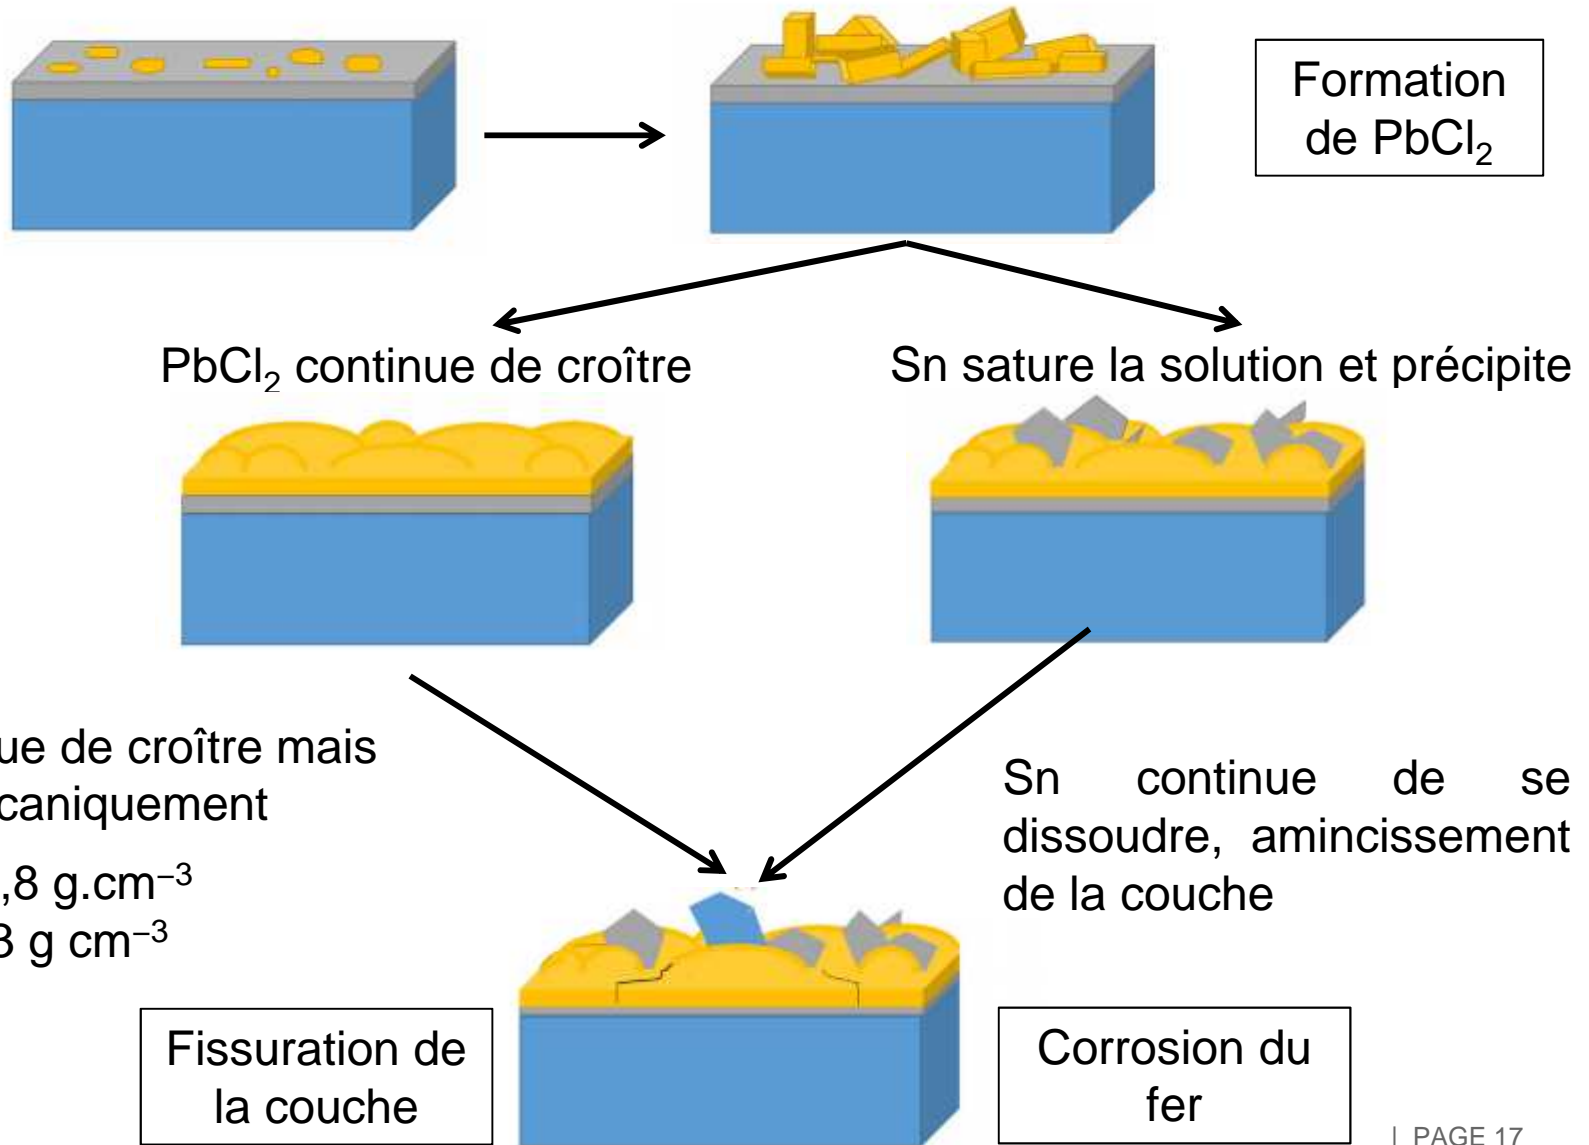 Formation
de PbCl₂
PbCl₂ continue de croître
Sn sature la solution et précipite
ue de croître mais
caniquement
,8 g.cm⁻³
3 g cm⁻³
Sn continue de se
dissoudre, amincissement
de la couche
Fissuration de
la couche
Corrosion du
fer
| PAGE 17